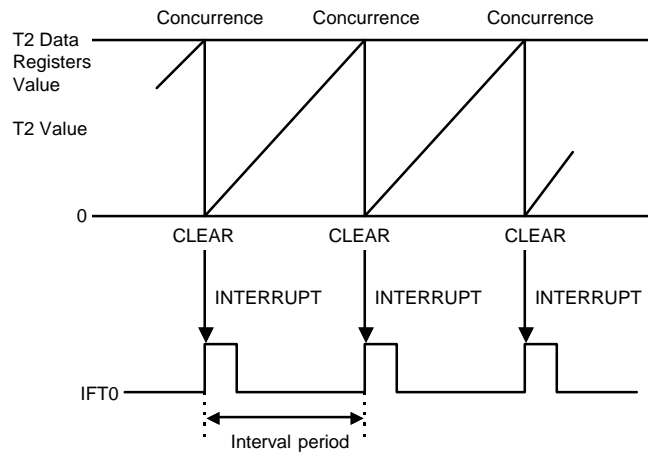 Concurrence Concurrence Concurrence
T2 Data
Registers
Value
T2 Value
0
CLEAR CLEAR CLEAR
INTERRUPT INTERRUPT INTERRUPT
IFT0
Interval period